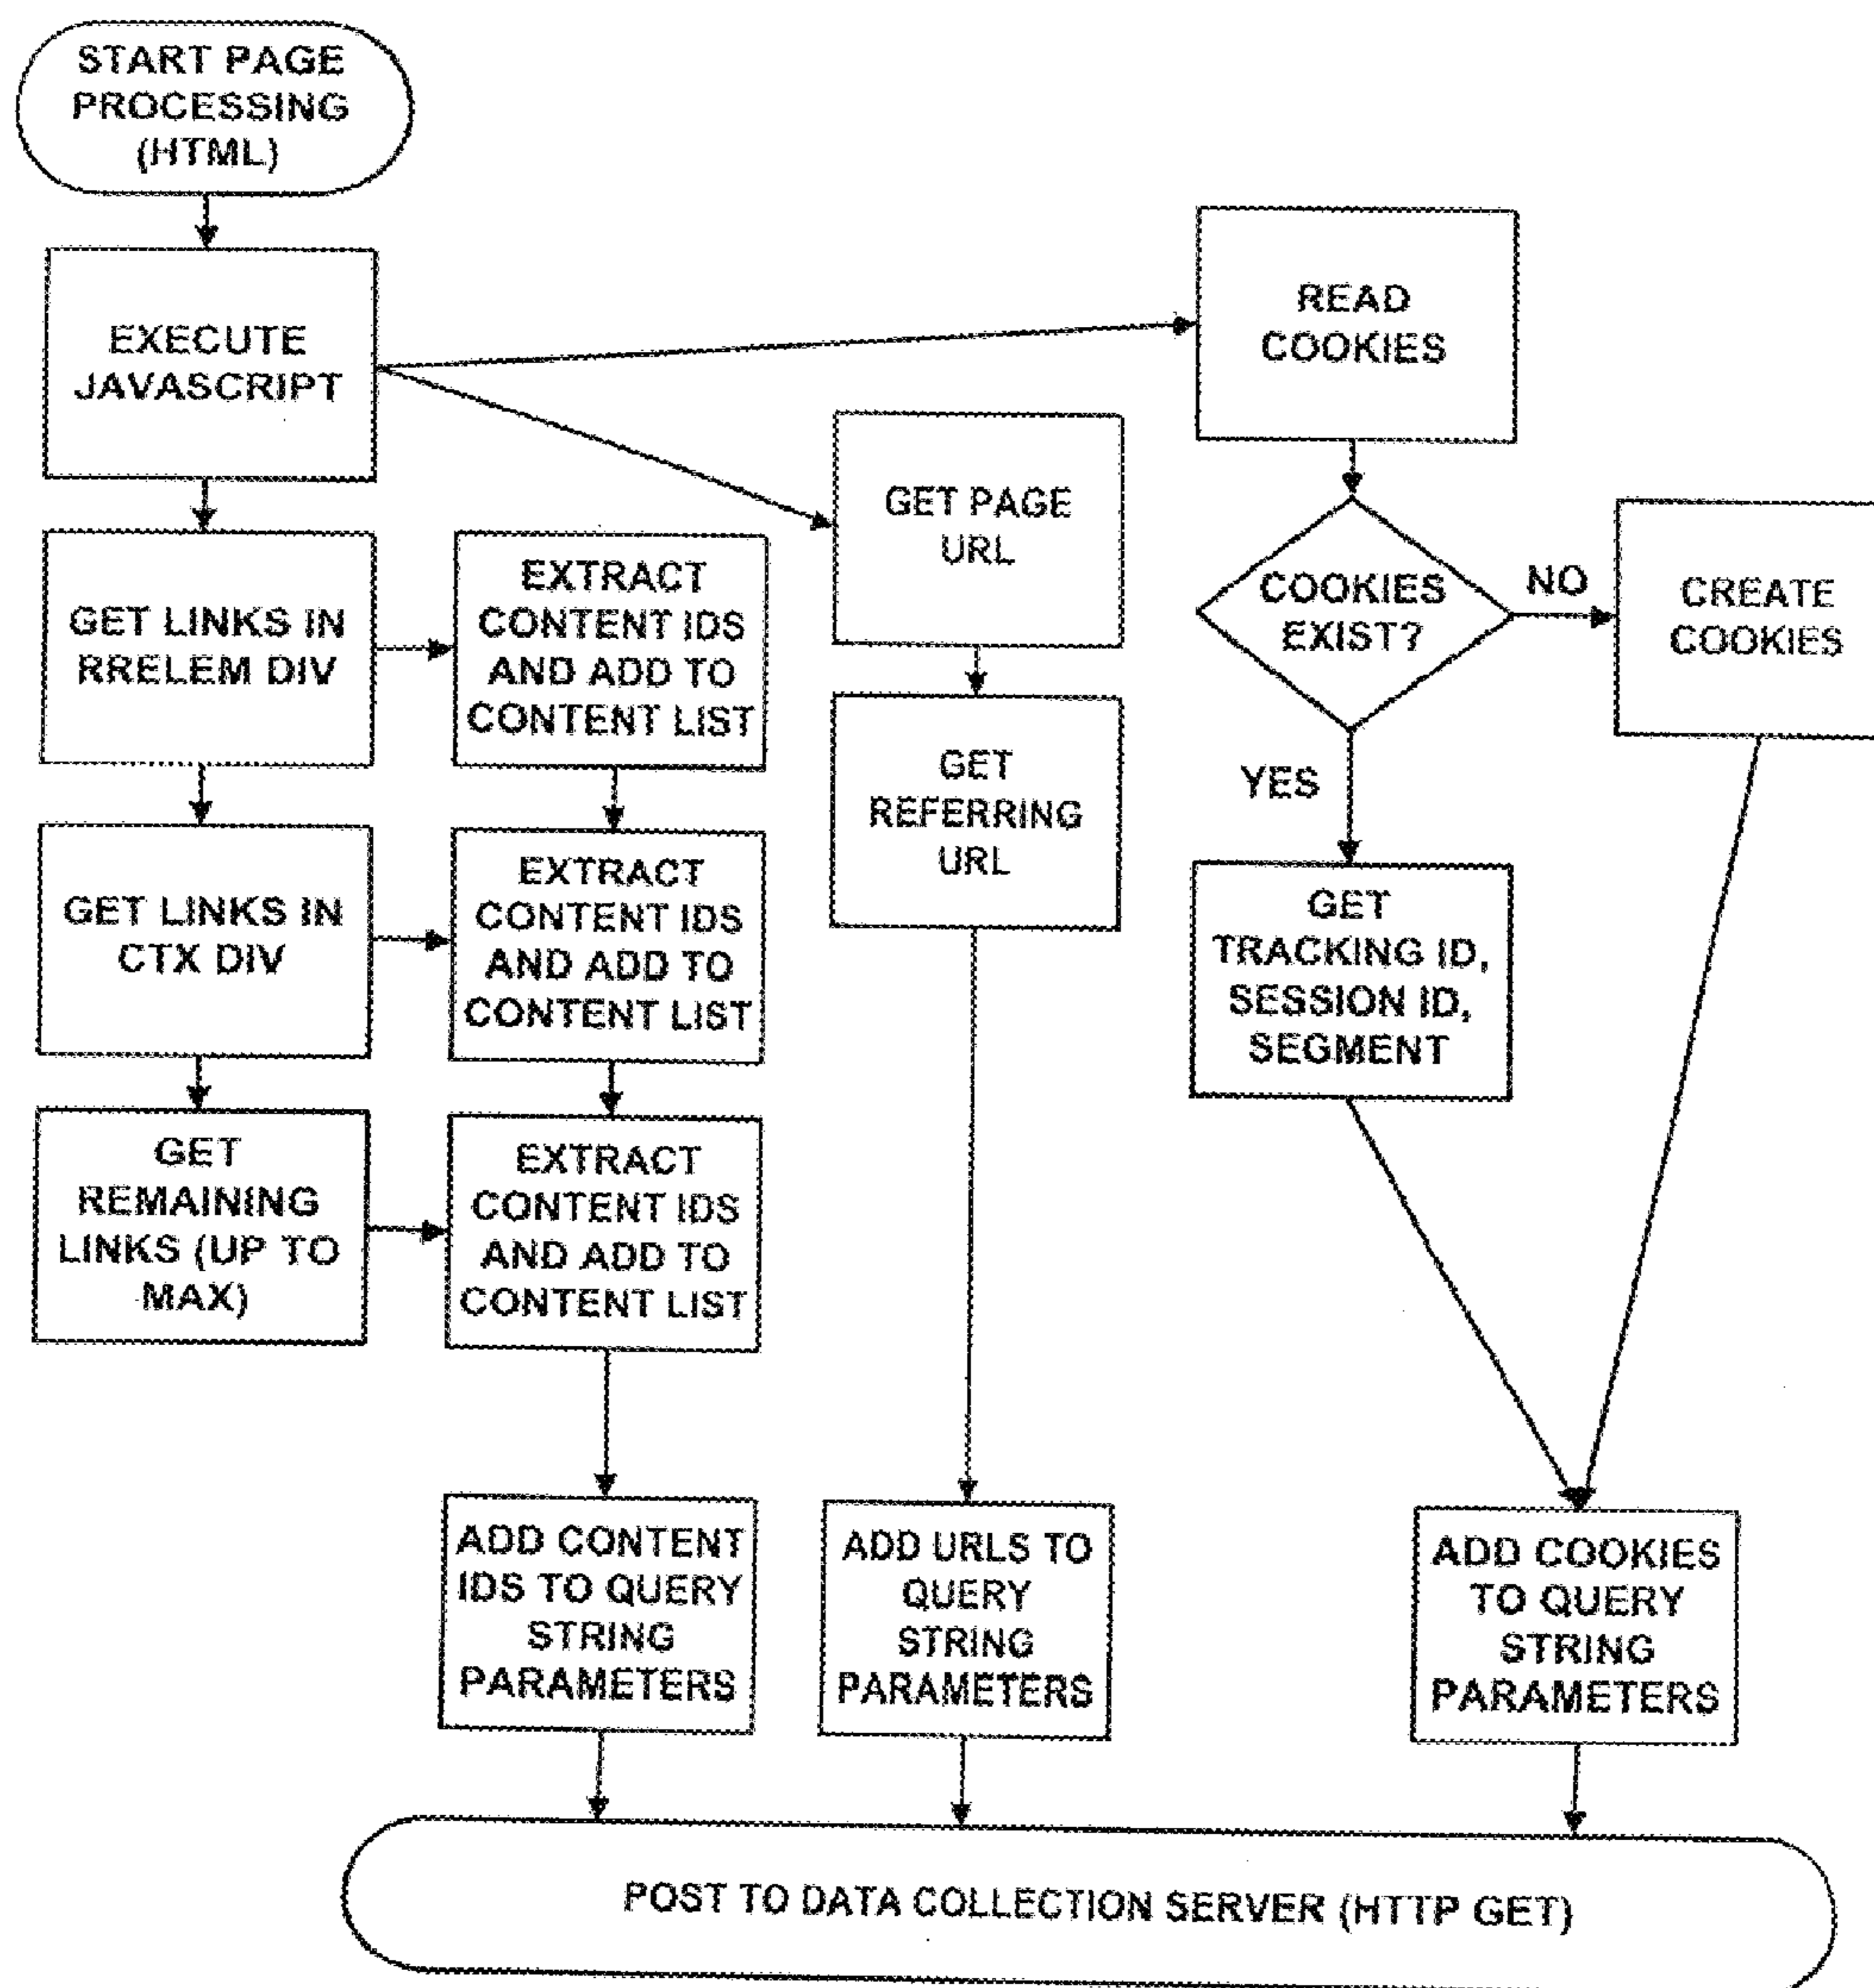 START PAGE
PROCESSING
(HTML)
EXECUTE
JAVASCRIPT
READ
COOKIES
GET PAGE
URL
COOKIES
EXIST?
NO
CREATE
COOKIES
YES
GET LINKS IN
RRELEM DIV
EXTRACT
CONTENT IDS
AND ADD TO
CONTENT LIST
GET
REFERRING
URL
GET LINKS IN
CTX DIV
EXTRACT
CONTENT IDS
AND ADD TO
CONTENT LIST
GET
TRACKING ID,
SESSION ID,
SEGMENT
GET
REMAINING
LINKS (UP TO
MAX)
EXTRACT
CONTENT IDS
AND ADD TO
CONTENT LIST
ADD CONTENT
IDS TO QUERY
STRING
PARAMETERS
ADD URLS TO
QUERY
STRING
PARAMETERS
ADD COOKIES
TO QUERY
STRING
PARAMETERS
POST TO DATA COLLECTION SERVER (HTTP GET)